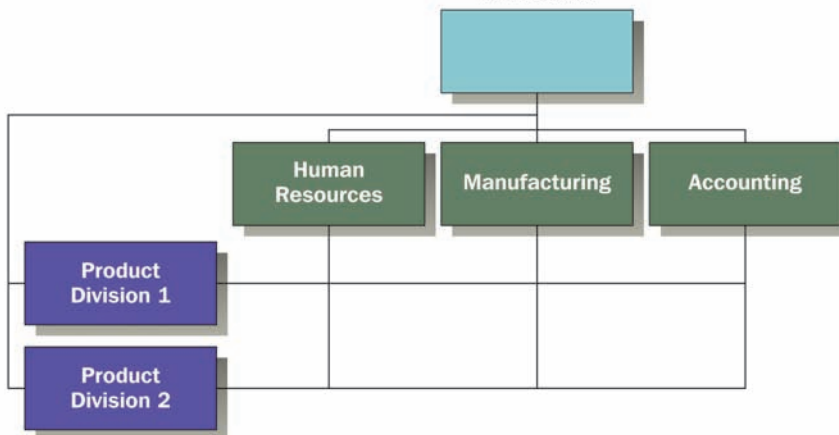 Human
Resources
Manufacturing
Accounting
Product
Division 1
Product
Division 2